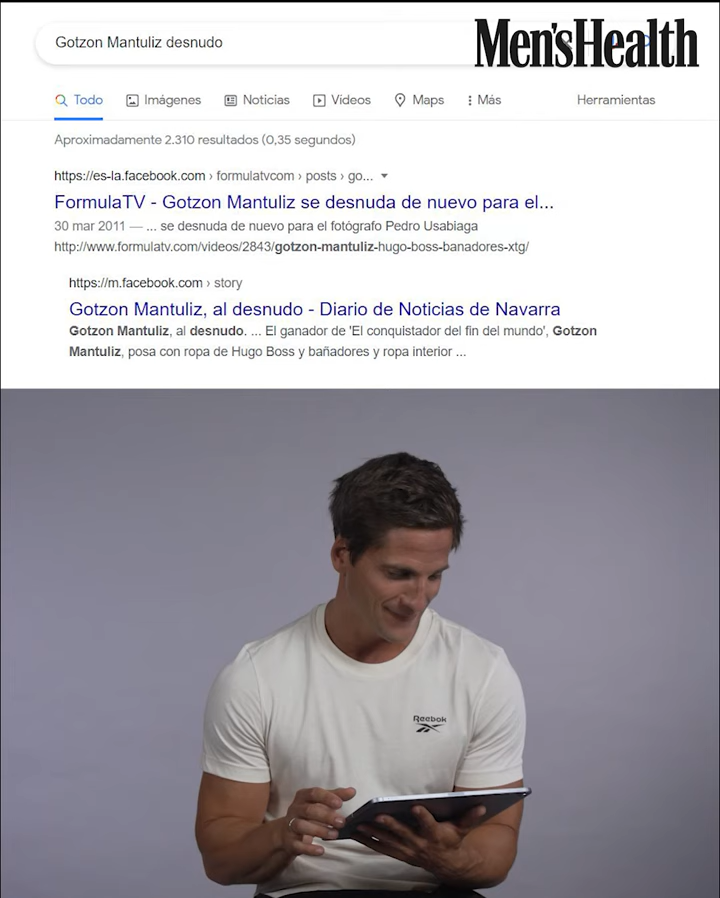 Gotzon Mantuliz desnudo
Men'sHealth
Todo
Imágenes
Noticias
Videos
Maps
Más
Herramientas
Aproximadamente 2.310 resultados (0,35 segundos)
https://es-la.facebook.com › formulatvcom › posts › go...
FormulaTV - Gotzon Mantuliz se desnuda de nuevo para el...
30 mar 2011 — ... se desnuda de nuevo para el fotógrafo Pedro Usabiaga
http://www.formulatv.com/videos/2843/gotzon-mantuliz-hugo-boss-banadores-xtg/
https://m.facebook.com › story
Gotzon Mantuliz, al desnudo - Diario de Noticias de Navarra
Gotzon Mantuliz, al desnudo. ... El ganador de 'El conquistador del fin del mundo', Gotzon
Mantuliz, posa con ropa de Hugo Boss y bañadores y ropa interior ...
Reebok